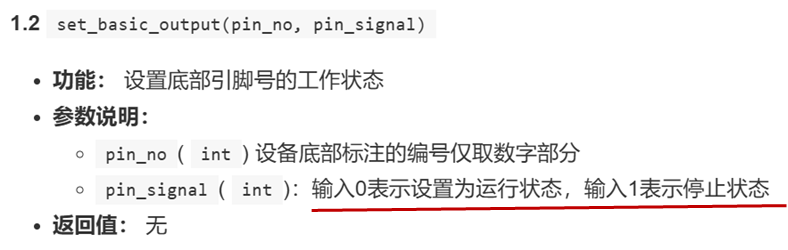 1.2 set_basic_output(pin_no, pin_signal)
• 功能： 设置底部引脚号的工作状态
• 参数说明：
◦ pin_no ( int ) 设备底部标注的编号仅取数字部分
◦ pin_signal ( int )：输入0表示设置为运行状态，输入1表示停止状态
• 返回值： 无